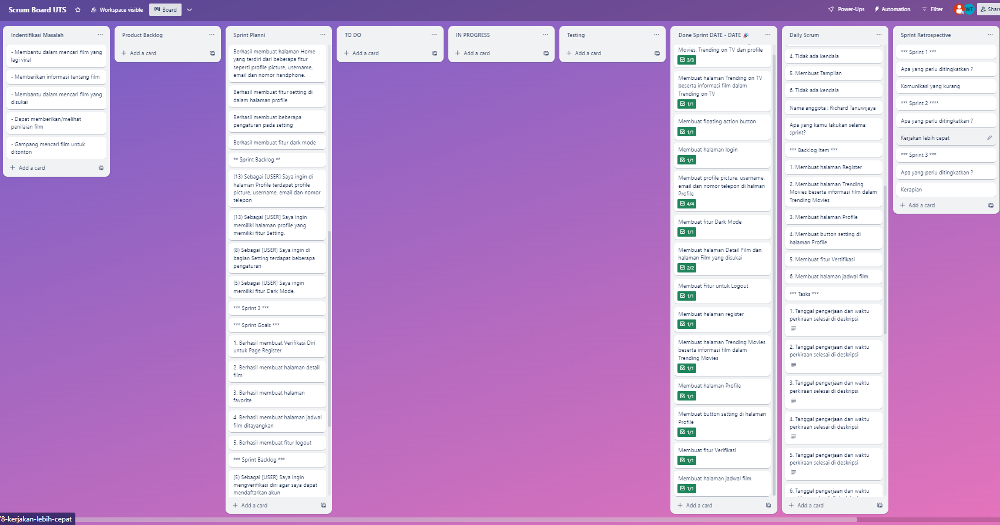 Scrum Board UTS
Workspace visible
Board
Power-Ups
Automation
Filter
WT
Share
Indentifikasi Masalah
- Membantu dalam mencari film yang
lagi viral
- Memberikan informasi tentang film
- Membantu dalam mencari film yang
disukai
- Dapat memberikan/melihat
penilaian film
- Gampang mencari film untuk
ditonton
Add a card
Product Backlog
Add a card
Sprint Planni
Berhasil membuat halaman Home
yang terdiri dari beberapa fitur
seperti profile picture, username,
email dan nomor handphone.
Berhasil membuat fitur setting di
dalam halaman profile
Berhasil membuat beberapa
pengaturan pada setting
Berhasil membuat fitur dark mode
** Sprint Backlog **
(13) Sebagai [USER] Saya ingin di
halaman Profile terdapat profile
picture, username, email dan nomor
telepon
(13) Sebagai [USER] Saya ingin
memiliki halaman profile yang
memiliki fitur Setting.
(8) Sebagai [USER] Saya ingin di
bagian Setting terdapat beberapa
pengaturan
(5) Sebagai [USER] Saya ingin
memiliki fitur Dark Mode.
*** Sprint 3 ***
*** Sprint Goals ***
1. Berhasil membuat Verifikasi Diri
untuk Page Register
2. Berhasil membuat halaman detail
film
3. Berhasil membuat halaman
favorite
4. Berhasil membuat halaman jadwal
film ditayangkan
5. Berhasil membuat fitur logout
*** Sprint Backlog ***
(5) Sebagai [USER] Saya ingin
mengverifikasi diri agar saya dapat
mendaftarkan akun
Add a card
TO DO
Add a card
IN PROGRESS
Add a card
Testing
Add a card
Done Sprint DATE - DATE 🎉
Movies, Trending on TV dan profile
3/3
Membuat halaman Trending on TV
beserta informasi film dalam
Trending on TV
1/1
Membuat floating action button
1/1
Membuat halaman login
1/1
Membuat profile picture, username,
email dan nomor telepon di halman
Profile
4/4
Membuat fitur Dark Mode
1/1
Membuat halaman Detail Film dan
halaman Film yang disukai
2/2
Membuat Fitur untuk Logout
1/1
Membuat halaman register
1/1
Membuat halaman Trending Movies
beserta informasi film dalam
Trending Movies
1/1
Membuat halaman Profile
1/1
Membuat button setting di halaman
Profile
1/1
Membuat fitur Verifikasi
1/1
Membuat halaman jadwal film
1/1
Add a card
Daily Scrum
4. Tidak ada kendala
5. Membuat Tampilan
6. Tidak ada kendala
Nama anggota : Richard Tanuwijaya
Apa yang kamu lakukan selama
sprint?
*** Backlog Item ***
1. Membuat halaman Register
2. Membuat halaman Trending
Movies beserta informasi film dalam
Trending Movies
3. Membuat halaman Profile
4. Membuat button setting di
halaman Profile
5. Membuat fitur Vertifikasi
6. Membuat halaman jadwal film
*** Tasks ***
1. Tanggal pengerjaan dan waktu
perkiraan selesai di deskripsi
2. Tanggal pengerjaan dan waktu
perkiraan selesai di deskripsi
3. Tanggal pengerjaan dan waktu
perkiraan selesai di deskripsi
4. Tanggal pengerjaan dan waktu
perkiraan selesai di deskripsi
5. Tanggal pengerjaan dan waktu
perkiraan selesai di deskripsi
6. Tanggal pengerjaan dan waktu
Add a card
Sprint Retrospective
*** Sprint 1 ***
Apa yang perlu ditingkatkan ?
Komunikasi yang kurang
*** Sprint 2 ****
Apa yang perlu ditingkatkan ?
Kerjakan lebih cepat
*** Sprint 3 ***
Apa yang perlu ditingkatkan ?
Kerapian
Add a card
/8-kerjakan-lebih-cepat